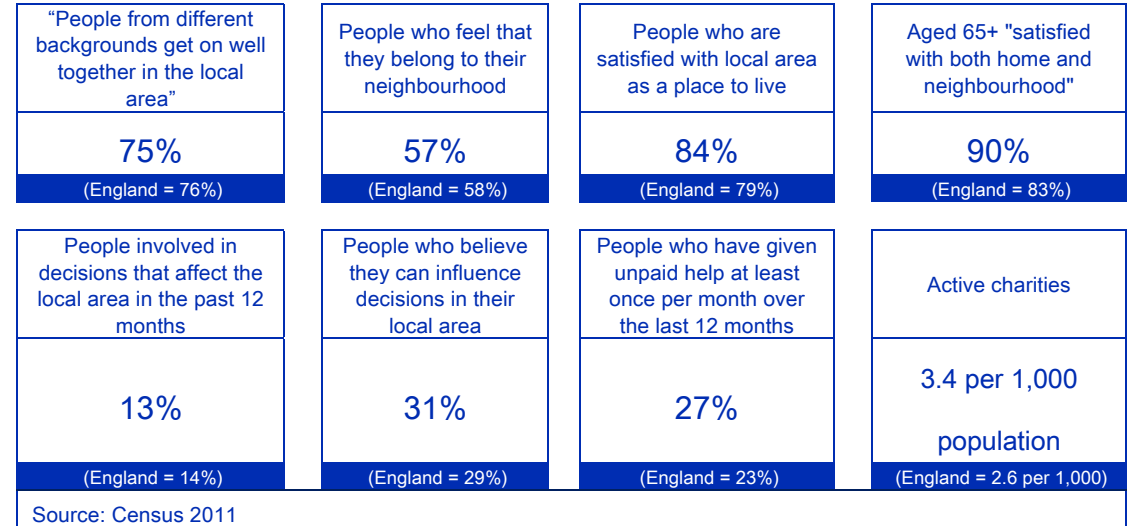 “People from different
backgrounds get on well
together in the local
area”
75%
(England = 76%)
People who feel that
they belong to their
neighbourhood
57%
(England = 58%)
People who are
satisfied with local area
as a place to live
84%
(England = 79%)
Aged 65+ "satisfied
with both home and
neighbourhood"
90%
(England = 83%)
People involved in
decisions that affect the
local area in the past 12
months
13%
(England = 14%)
People who believe
they can influence
decisions in their
local area
31%
(England = 29%)
People who have given
unpaid help at least
once per month over
the last 12 months
27%
(England = 23%)
Active charities
3.4 per 1,000
population
(England = 2.6 per 1,000)
Source: Census 2011